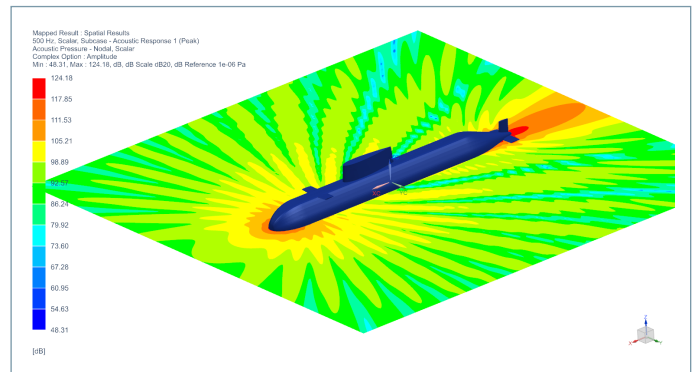 Mapped Result : Spatial Results
500 Hz, Scalar, Subcase - Acoustic Response 1 (Peak)
Acoustic Pressure - Nodal, Scalar
Complex Option : Amplitude
Min : 48.31, Max : 124.18, dB, dB Scale dB20, dB Reference 1e-06 Pa
124.18
117.85
111.53
105.21
98.89
92.57
86.24
79.92
73.60
67.28
60.95
54.63
48.31
[dB]
Z
X
Y